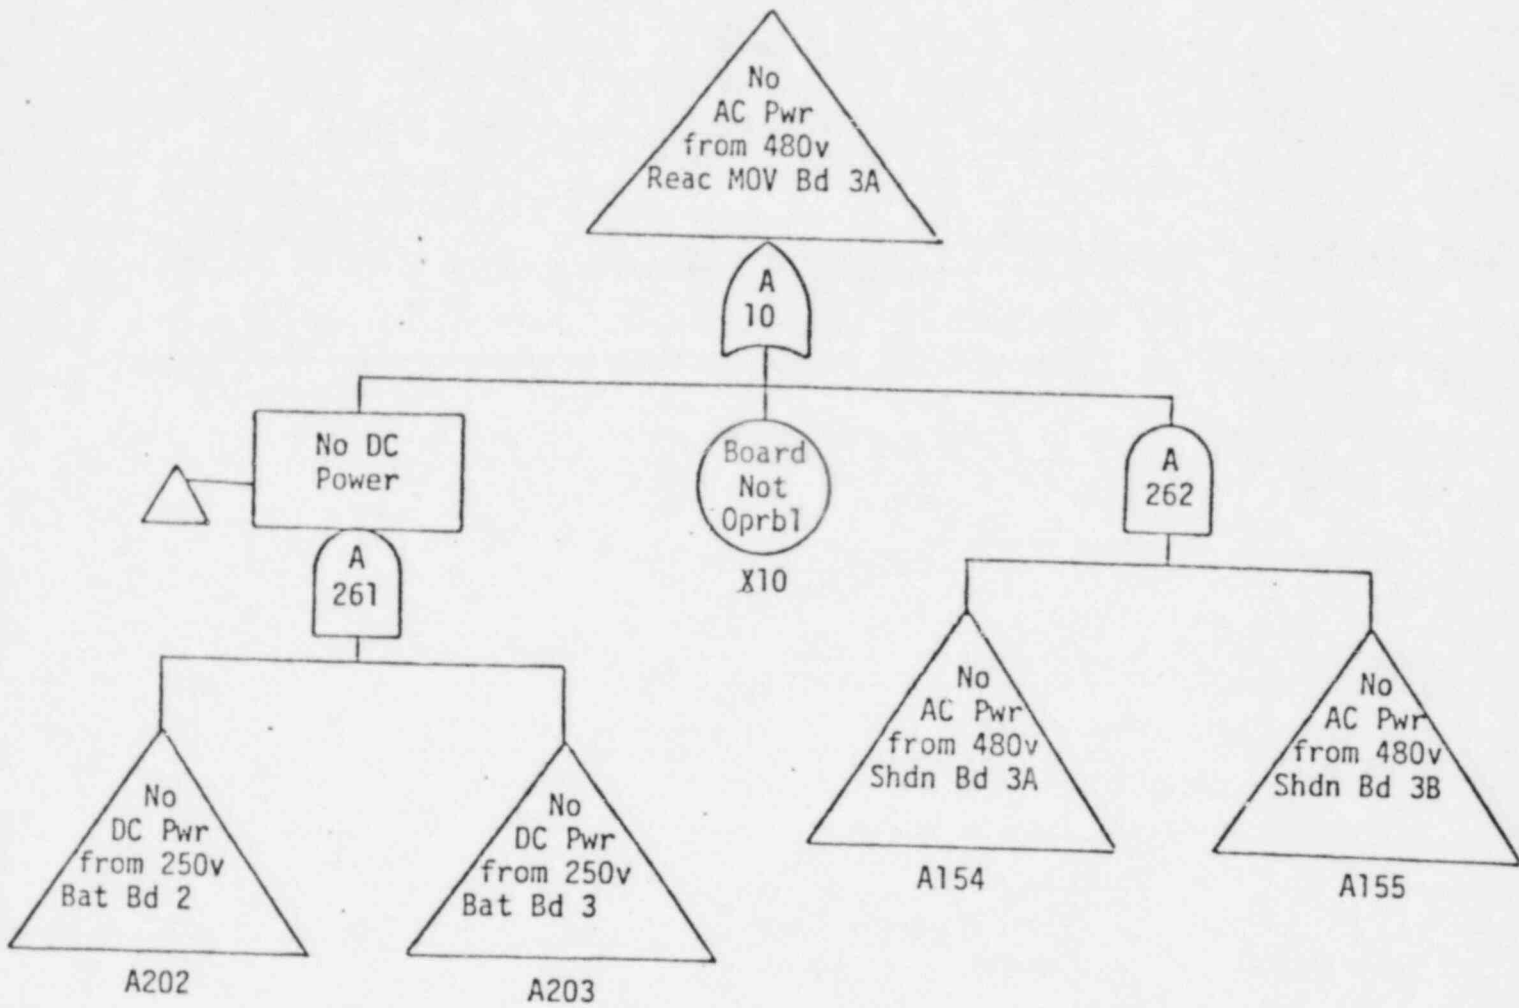 No
AC Pwr
from 480v
Reac MOV Bd 3A
A
10
No DC
Power
Board
Not
Oprbl
X10
A
262
A
261
No
DC Pwr
from 250v
Bat Bd 2
A202
No
DC Pwr
from 250v
Bat Bd 3
A203
No
AC Pwr
from 480v
Shdn Bd 3A
A154
No
AC Pwr
from 480v
Shdn Bd 3B
A155